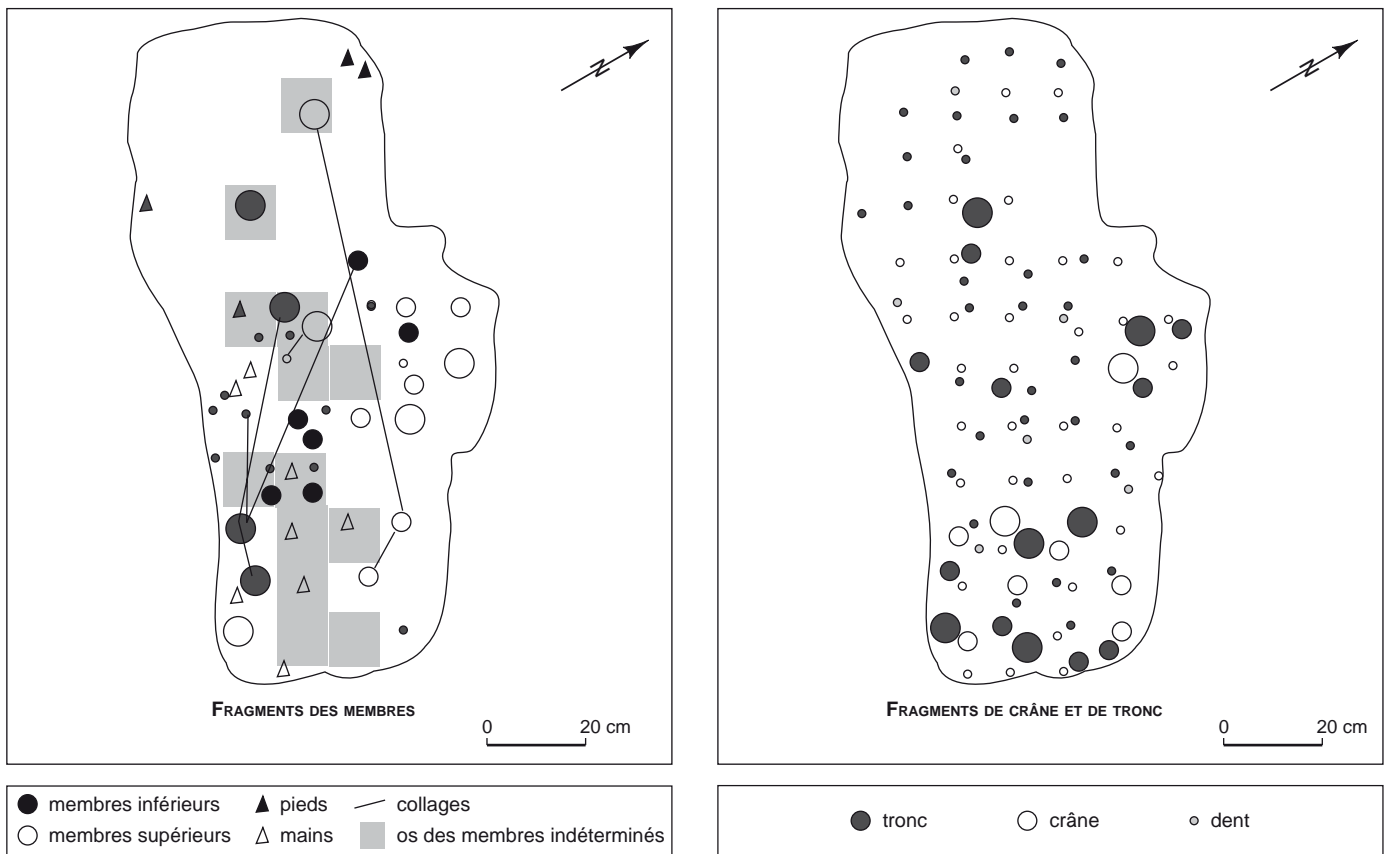 N
N
FRAGMENTS DES MEMBRES
0 20 cm
FRAGMENTS DE CRÂNE ET DE TRONC
0 20 cm
membres inférieurs pieds collages
membres supérieurs mains os des membres indéterminés
tronc crâne dent